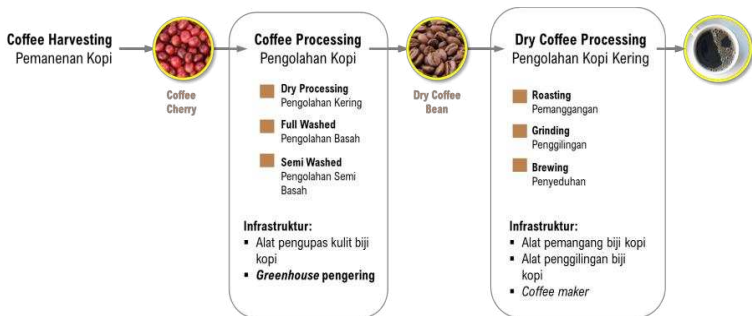 Coffee Harvesting
Pemanenan Kopi
Coffee
Cherry
Coffee Processing
Pengolahan Kopi
Dry Processing
Pengolahan Kering
Full Washed
Pengolahan Basah
Semi Washed
Pengolahan Semi
Basah
Infrastruktur:
▪ Alat pengupas kulit biji
kopi
▪ Greenhouse pengering
Dry Coffee
Bean
Dry Coffee Processing
Pengolahan Kopi Kering
Roasting
Pemanggangan
Grinding
Penggilingan
Brewing
Penyeduhan
Infrastruktur:
▪ Alat pemangang biji kopi
▪ Alat penggilingan biji
kopi
▪ Coffee maker